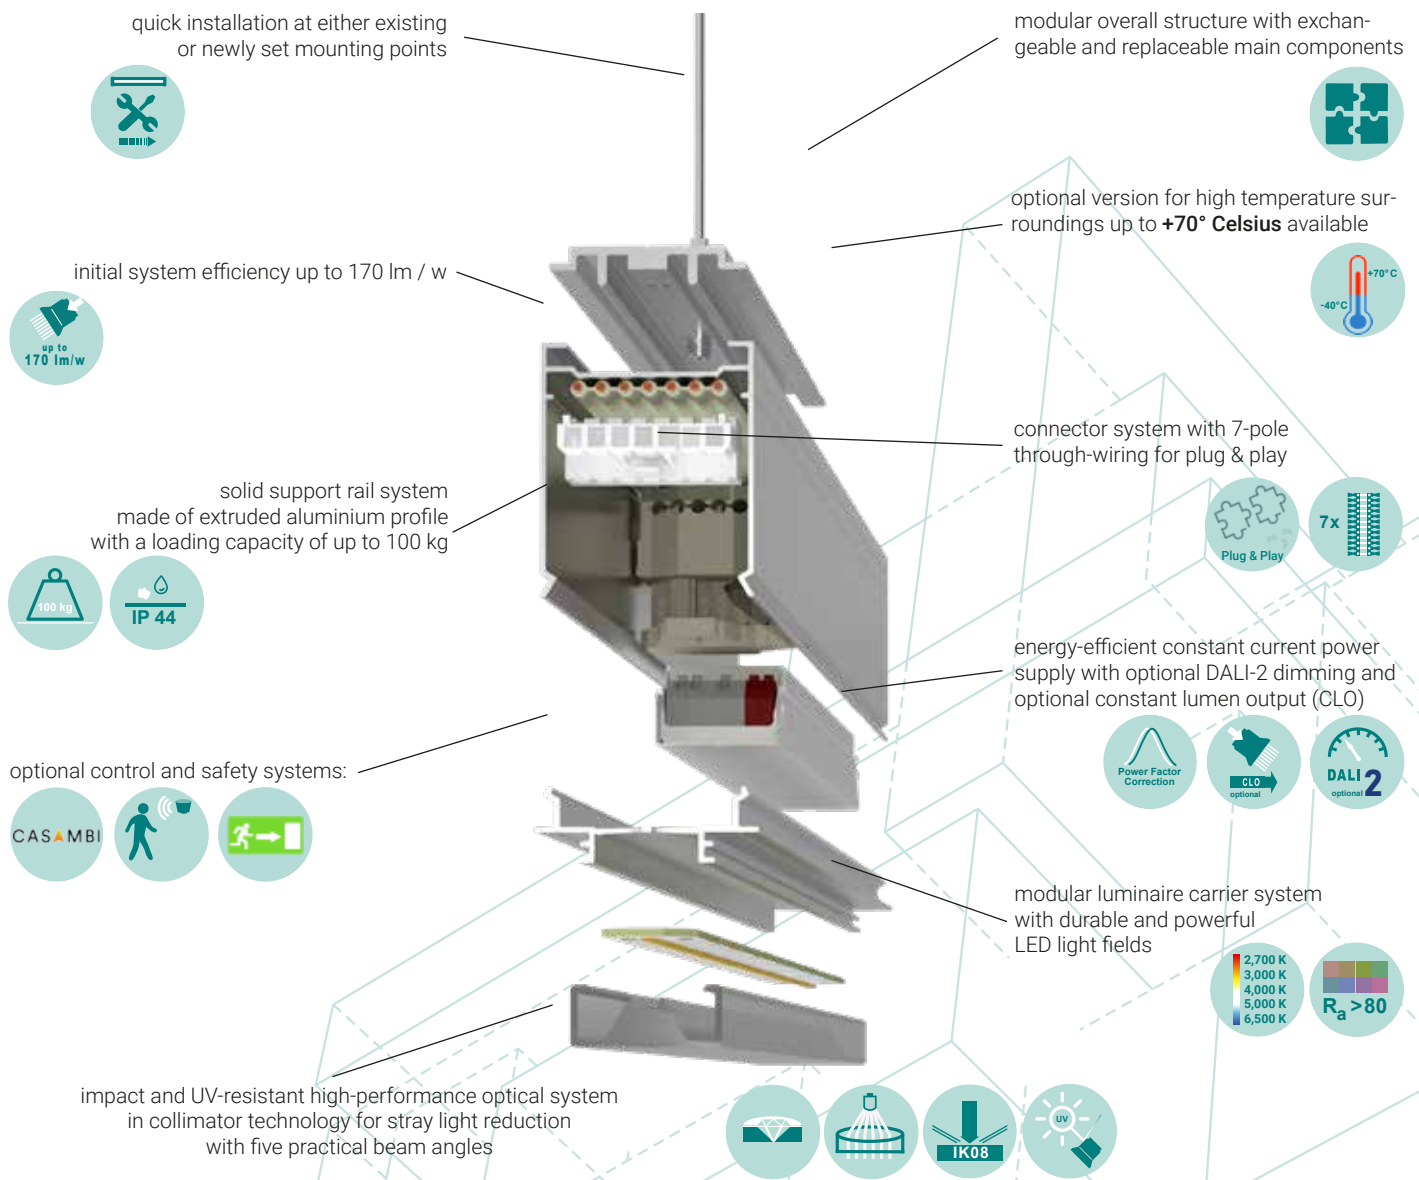 quick installation at either existing
or newly set mounting points
modular overall structure with exchan-
geable and replaceable main components
optional version for high temperature sur-
roundings up to +70° Celsius available
+70°C
-40°C
initial system efficiency up to 170 lm / w
up to
170 lm/w
connector system with 7-pole
through-wiring for plug & play
Plug & Play
7x
solid support rail system
made of extruded aluminium profile
with a loading capacity of up to 100 kg
100 kg
IP 44
energy-efficient constant current power
supply with optional DALI-2 dimming and
optional constant lumen output (CLO)
Power Factor
Correction
CLO
optional
DALI 2
optional
optional control and safety systems:
CASAMBI
modular luminaire carrier system
with durable and powerful
LED light fields
2,700 K
3,000 K
4,000 K
5,000 K
6,500 K
Ra >80
impact and UV-resistant high-performance optical system
in collimator technology for stray light reduction
with five practical beam angles
IK08
UV